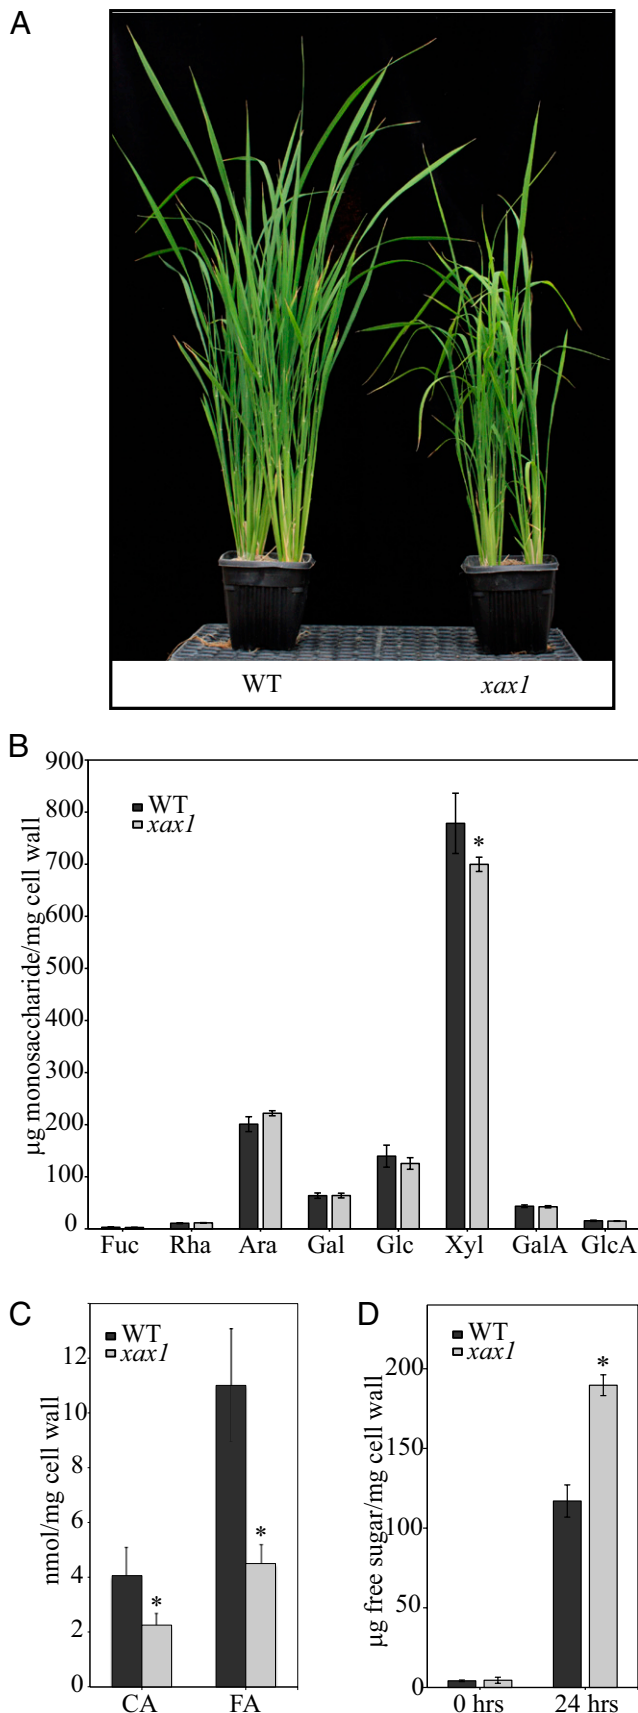 A
WT xax1
B
900
800
700
600
500
400
300
200
100
0
µg monosaccharide/mg cell wall
WT
xax1
*
Fuc Rha Ara Gal Glc Xyl GalA GlcA
C
12
10
8
6
4
2
0
nmol/mg cell wall
WT
xax1
*
*
CA FA
D
200
150
100
50
0
µg free sugar/mg cell wall
WT
xax1
*
0 hrs 24 hrs